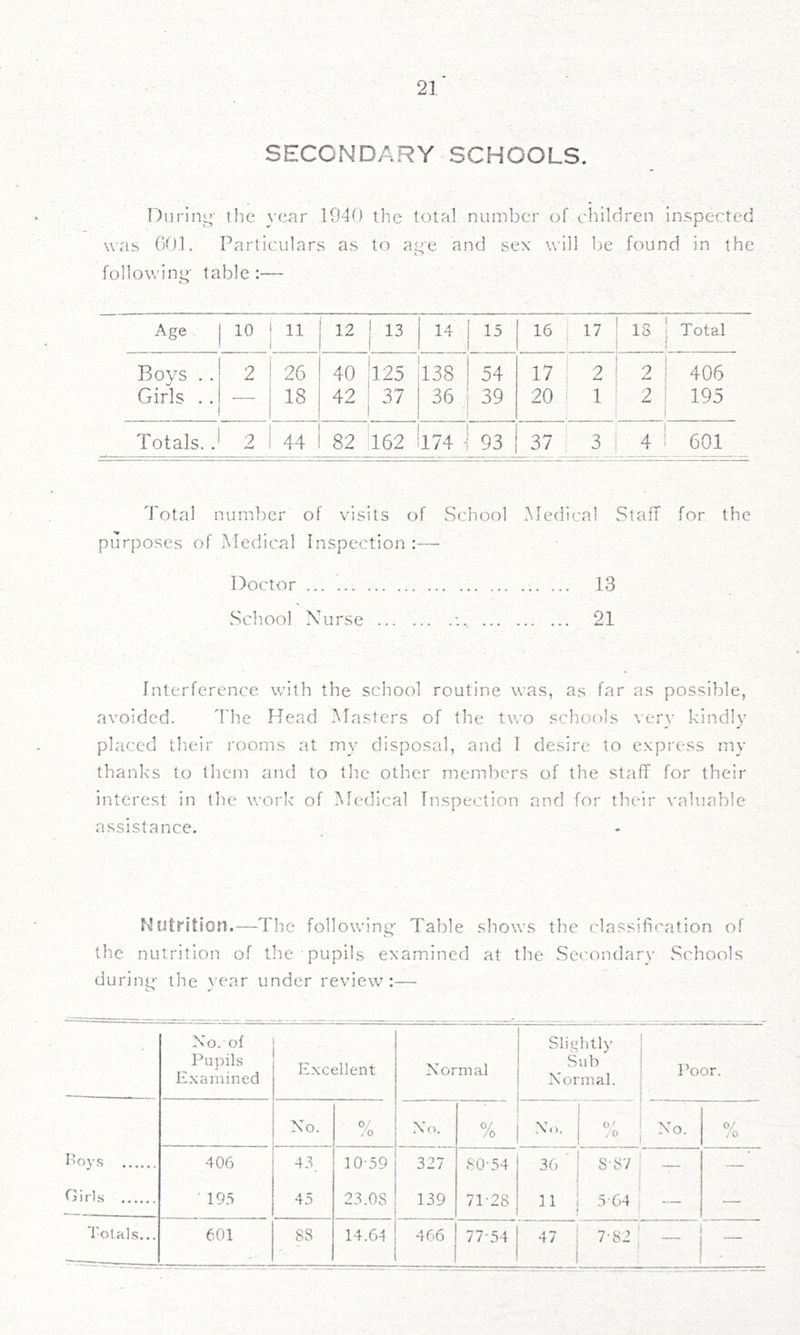 21
SECONDARY SCHOOLS.
During the year 1940 the total number of children inspected
was 601. Particulars as to age and sex will be found in the
following table :—
Age | 10 | 11 | 12 | 13 | 14 | 15 | 16 | 17 | 18 | Total
Boys .. | 2 | 26 | 40 | 125 | 138 | 54 | 17 | 2 | 2 | 406
Girls .. | — | 18 | 42 | 37 | 36 | 39 | 20 | 1 | 2 | 195
Totals. . | 2 | 44 | 82 | 162 | 174 | 93 | 37 | 3 | 4 | 601
Total number of visits of School Medical Staff for the
purposes of Medical Inspection :—
Doctor ... ... ... ... ... ... ... ... ... 13
School Nurse ... ... ... ... ... ... ... 21
Interference with the school routine was, as far as possible,
avoided. The Head Masters of the two schools very kindly
placed their rooms at my disposal, and I desire to express my
thanks to them and to the other members of the staff for their
interest in the work of Medical Inspection and for their valuable
assistance.
Nutrition.—The following Table shows the classification of
the nutrition of the pupils examined at the Secondary Schools
during the year under review :—
No. of Pupils Examined | Excellent | Normal | Slightly Sub Normal. | Poor.
No. | % | No. | % | No. | % | No. | %
Boys ...... | 406 | 43 | 10·59 | 327 | 80·54 | 36 | 8·87 | — | —
Girls ...... | 195 | 45 | 23.08 | 139 | 71·28 | 11 | 5·64 | — | —
Totals... | 601 | 88 | 14.64 | 466 | 77·54 | 47 | 7·82 | — | —